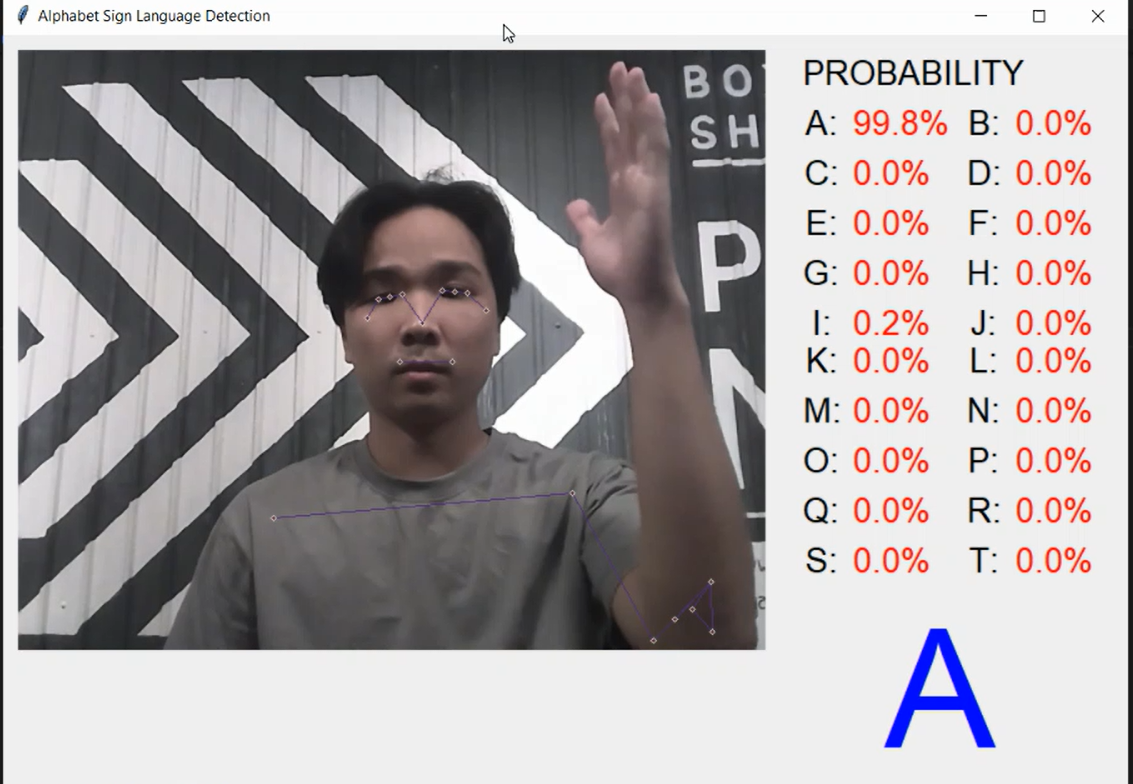 Alphabet Sign Language Detection
BO
SH
P
N
PROBABILITY
A: 99.8% B: 0.0%
C: 0.0% D: 0.0%
E: 0.0% F: 0.0%
G: 0.0% H: 0.0%
I: 0.2% J: 0.0%
K: 0.0% L: 0.0%
M: 0.0% N: 0.0%
O: 0.0% P: 0.0%
Q: 0.0% R: 0.0%
S: 0.0% T: 0.0%
A